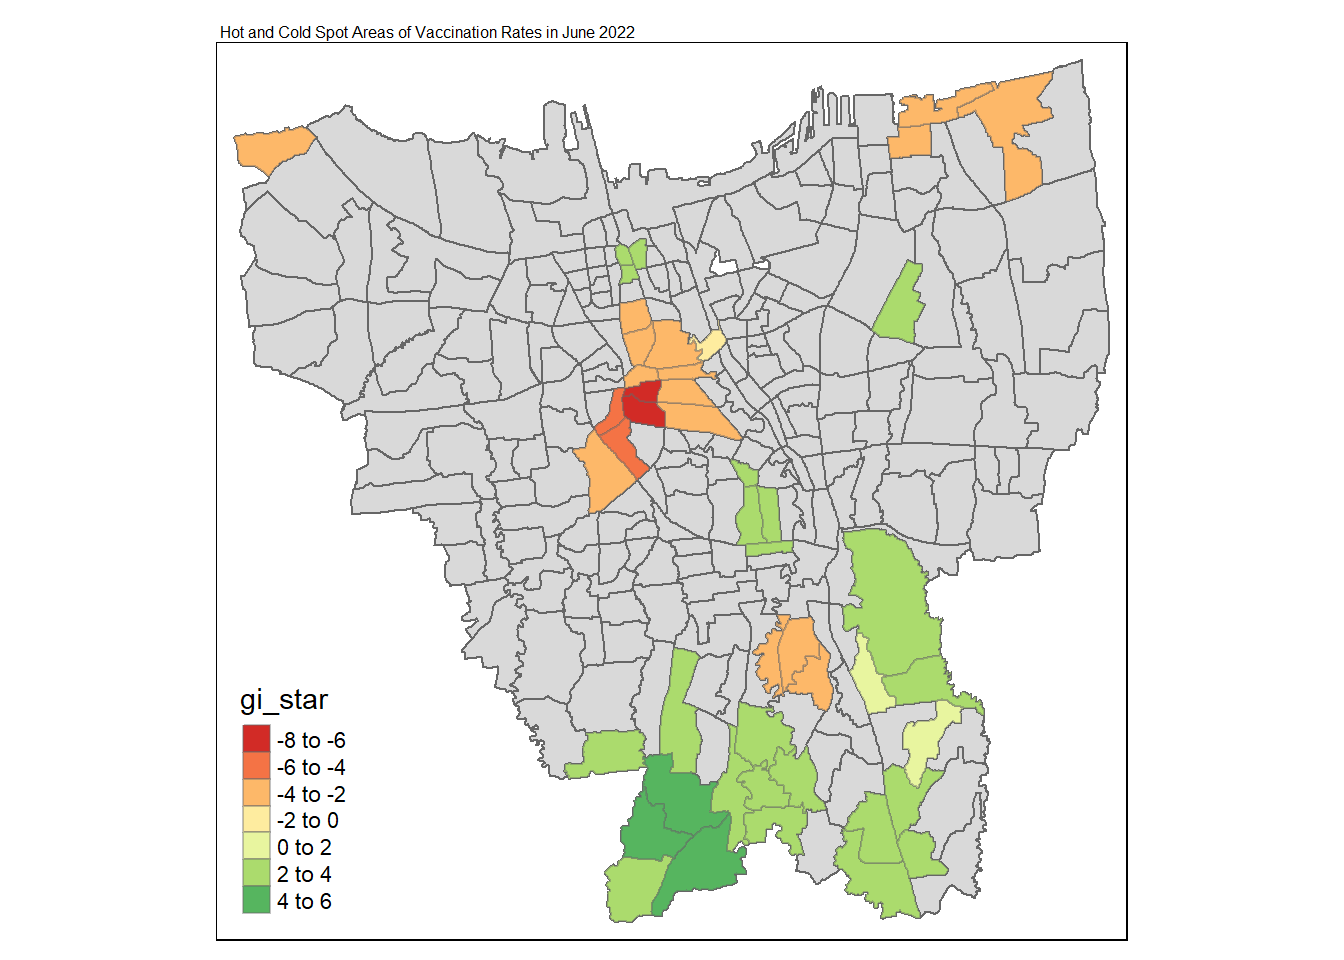 Hot and Cold Spot Areas of Vaccination Rates in June 2022
gi_star
-8 to -6
-6 to -4
-4 to -2
-2 to 0
0 to 2
2 to 4
4 to 6